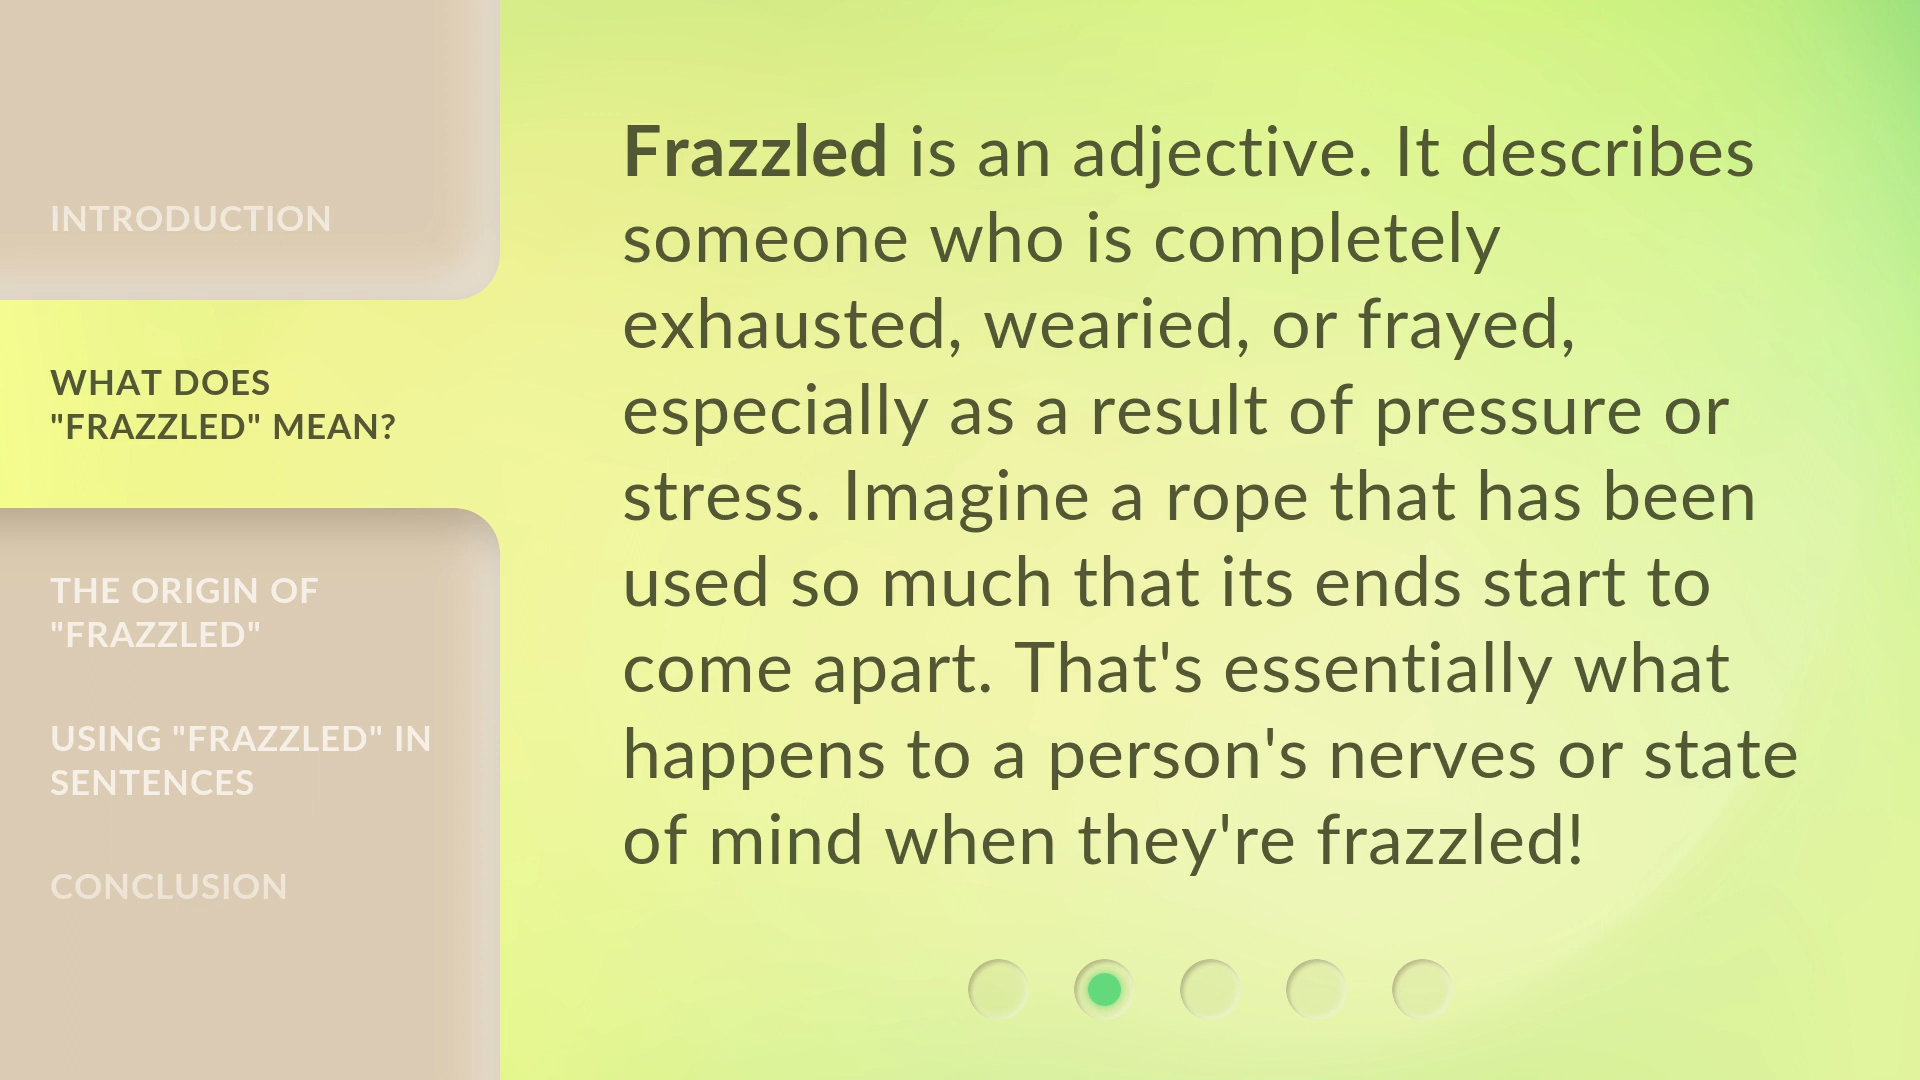 INTRODUCTION
WHAT DOES
"FRAZZLED" MEAN?
THE ORIGIN OF
"FRAZZLED"
USING "FRAZZLED" IN
SENTENCES
CONCLUSION
Frazzled is an adjective. It describes
someone who is completely
exhausted, wearied, or frayed,
especially as a result of pressure or
stress. Imagine a rope that has been
used so much that its ends start to
come apart. That's essentially what
happens to a person's nerves or state
of mind when they're frazzled!